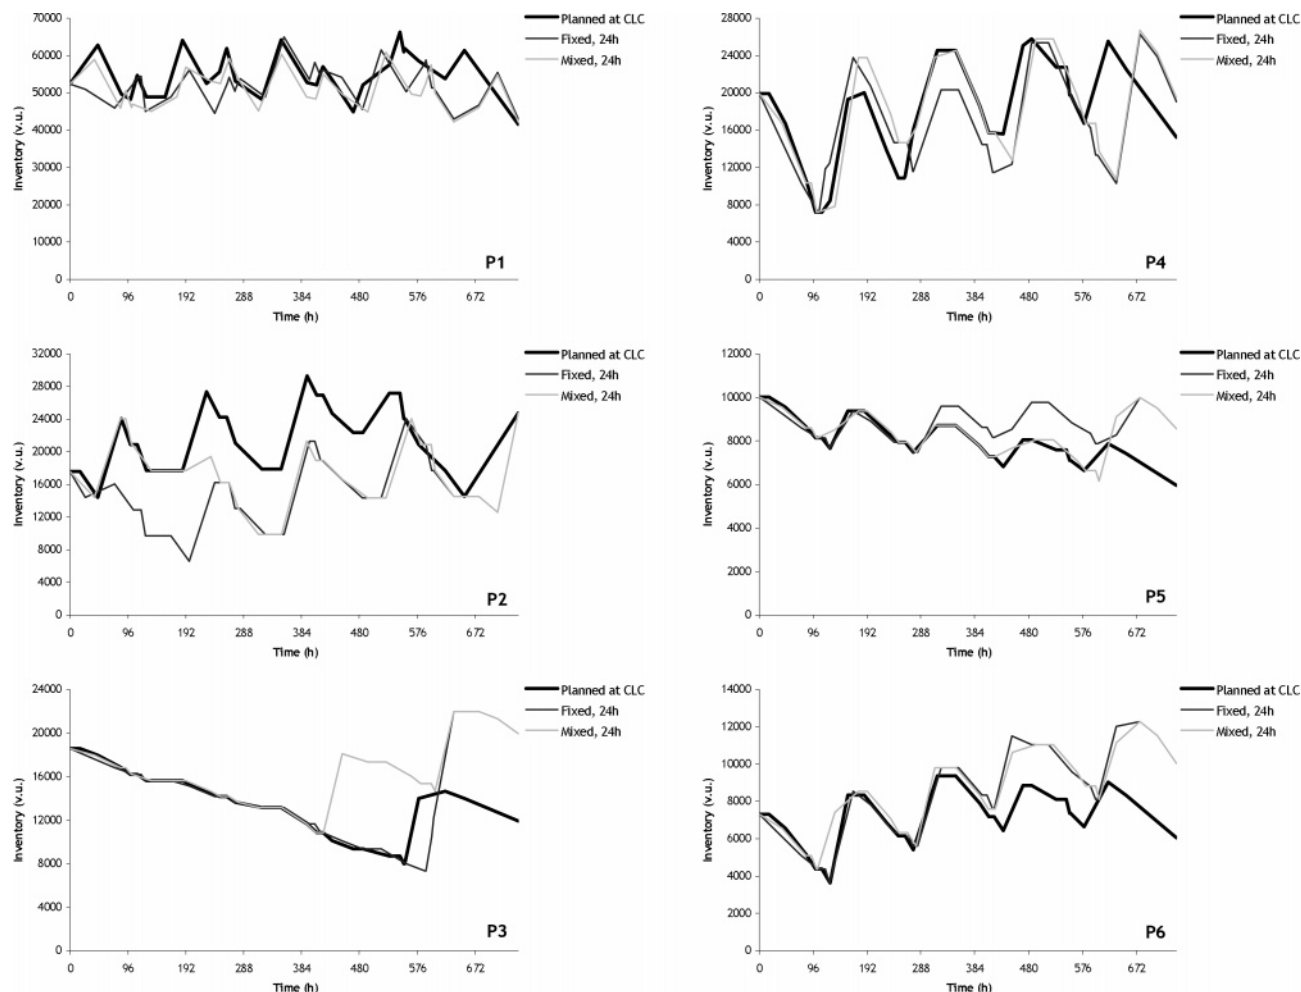 70000
60000
50000
40000
30000
20000
10000
0
Inventory (v.u.)
0 96 192 288 384 480 576 672
Time (h)
P1
Planned at CLC
Fixed, 24h
Mixed, 24h
28000
24000
20000
16000
12000
8000
4000
0
Inventory (v.u.)
0 96 192 288 384 480 576 672
Time (h)
P4
Planned at CLC
Fixed, 24h
Mixed, 24h
32000
28000
24000
20000
16000
12000
8000
4000
0
Inventory (v.u.)
0 96 192 288 384 480 576 672
Time (h)
P2
Planned at CLC
Fixed, 24h
Mixed, 24h
12000
10000
8000
6000
4000
2000
0
Inventory (v.u.)
0 96 192 288 384 480 576 672
Time (h)
P5
Planned at CLC
Fixed, 24h
Mixed, 24h
24000
20000
16000
12000
8000
4000
0
Inventory (v.u.)
0 96 192 288 384 480 576 672
Time (h)
P3
Planned at CLC
Fixed, 24h
Mixed, 24h
14000
12000
10000
8000
6000
4000
2000
0
Inventory (v.u.)
0 96 192 288 384 480 576 672
Time (h)
P6
Planned at CLC
Fixed, 24h
Mixed, 24h